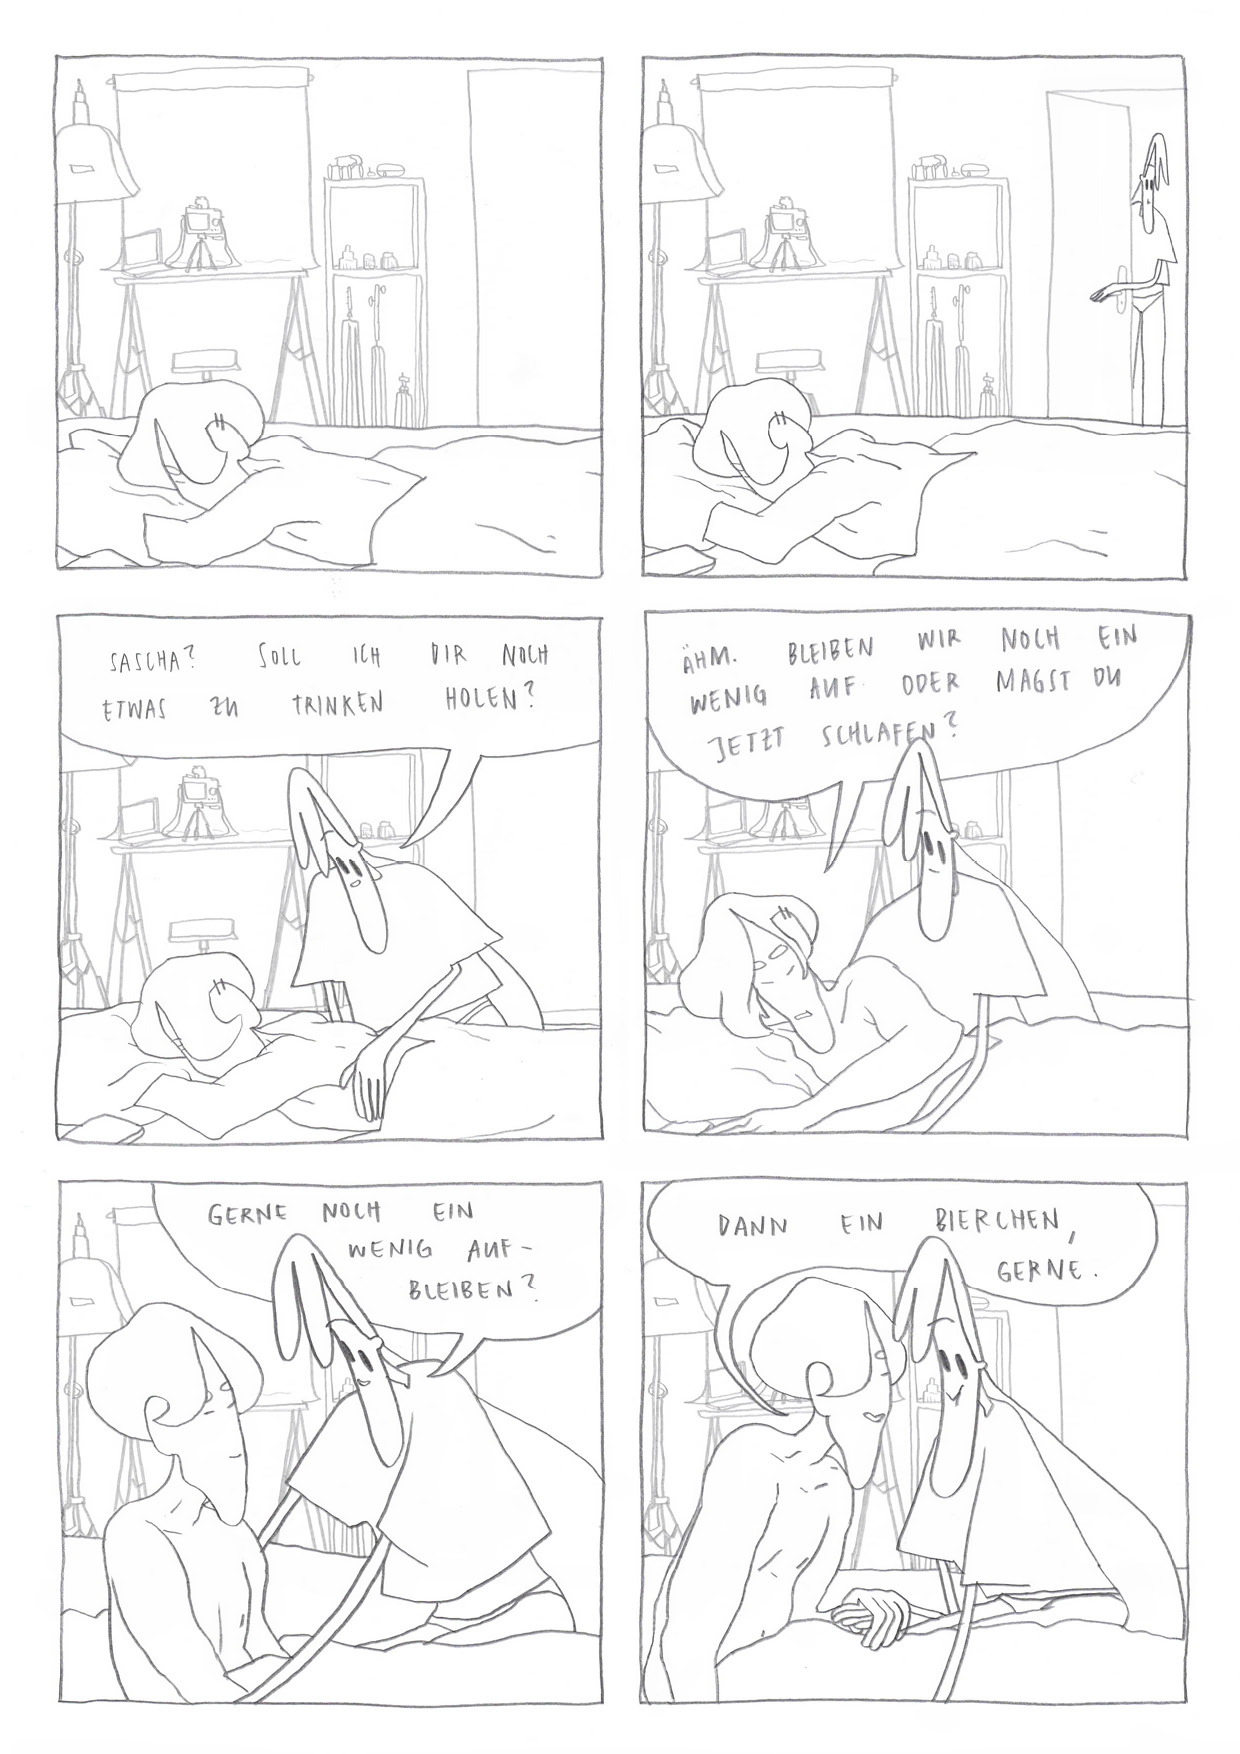 SASCHA? SOLL ICH DIR NOCH
ETWAS ZU TRINKEN HOLEN?
ÄHM. BLEIBEN WIR NOCH EIN
WENIG AUF ODER MAGST DU
JETZT SCHLAFEN?
GERNE NOCH EIN
WENIG AUF-
BLEIBEN?
DANN EIN BIERCHEN,
GERNE.